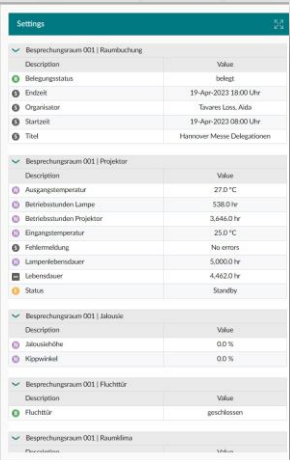 Settings
Besprechungsraum 001 | Raumbuchung
Description Value
Belegungsstatus belegt
Endzeit 19-Apr-2023 18:00 Uhr
Organisator Tavares Loss, Aida
Startzeit 19-Apr-2023 08:00 Uhr
Titel Hannover Messe Delegationen
Besprechungsraum 001 | Projektor
Description Value
Ausgangstemperatur 27.0 °C
Betriebsstunden Lampe 538.0 hr
Betriebsstunden Projektor 3,646.0 hr
Eingangstemperatur 25.0 °C
Fehlermeldung No errors
Lampenlebensdauer 5,000.0 hr
Lebensdauer 4,462.0 hr
Status Standby
Besprechungsraum 001 | Jalousie
Description Value
Jalousiehöhe 0.0 %
Kippwinkel 0.0 %
Besprechungsraum 001 | Fluchttür
Description Value
Fluchttür geschlossen
Besprechungsraum 001 | Raumklima
Description Value